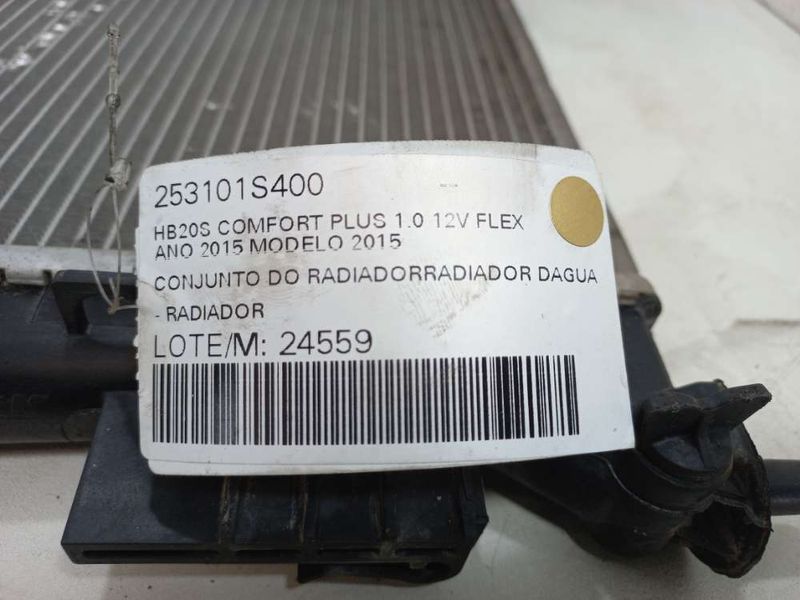 253101S400
HB20S COMFORT PLUS 1.0 12V FLEX
ANO 2015 MODELO 2015
CONJUNTO DO RADIADORRADIADOR DAGUA
- RADIADOR
LOTE/M: 24559